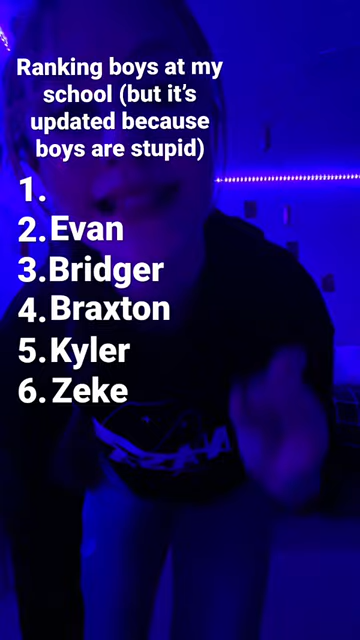 Ranking boys at my
school (but it's
updated because
boys are stupid)
1.
2. Evan
3. Bridger
4. Braxton
5. Kyler
6. Zeke